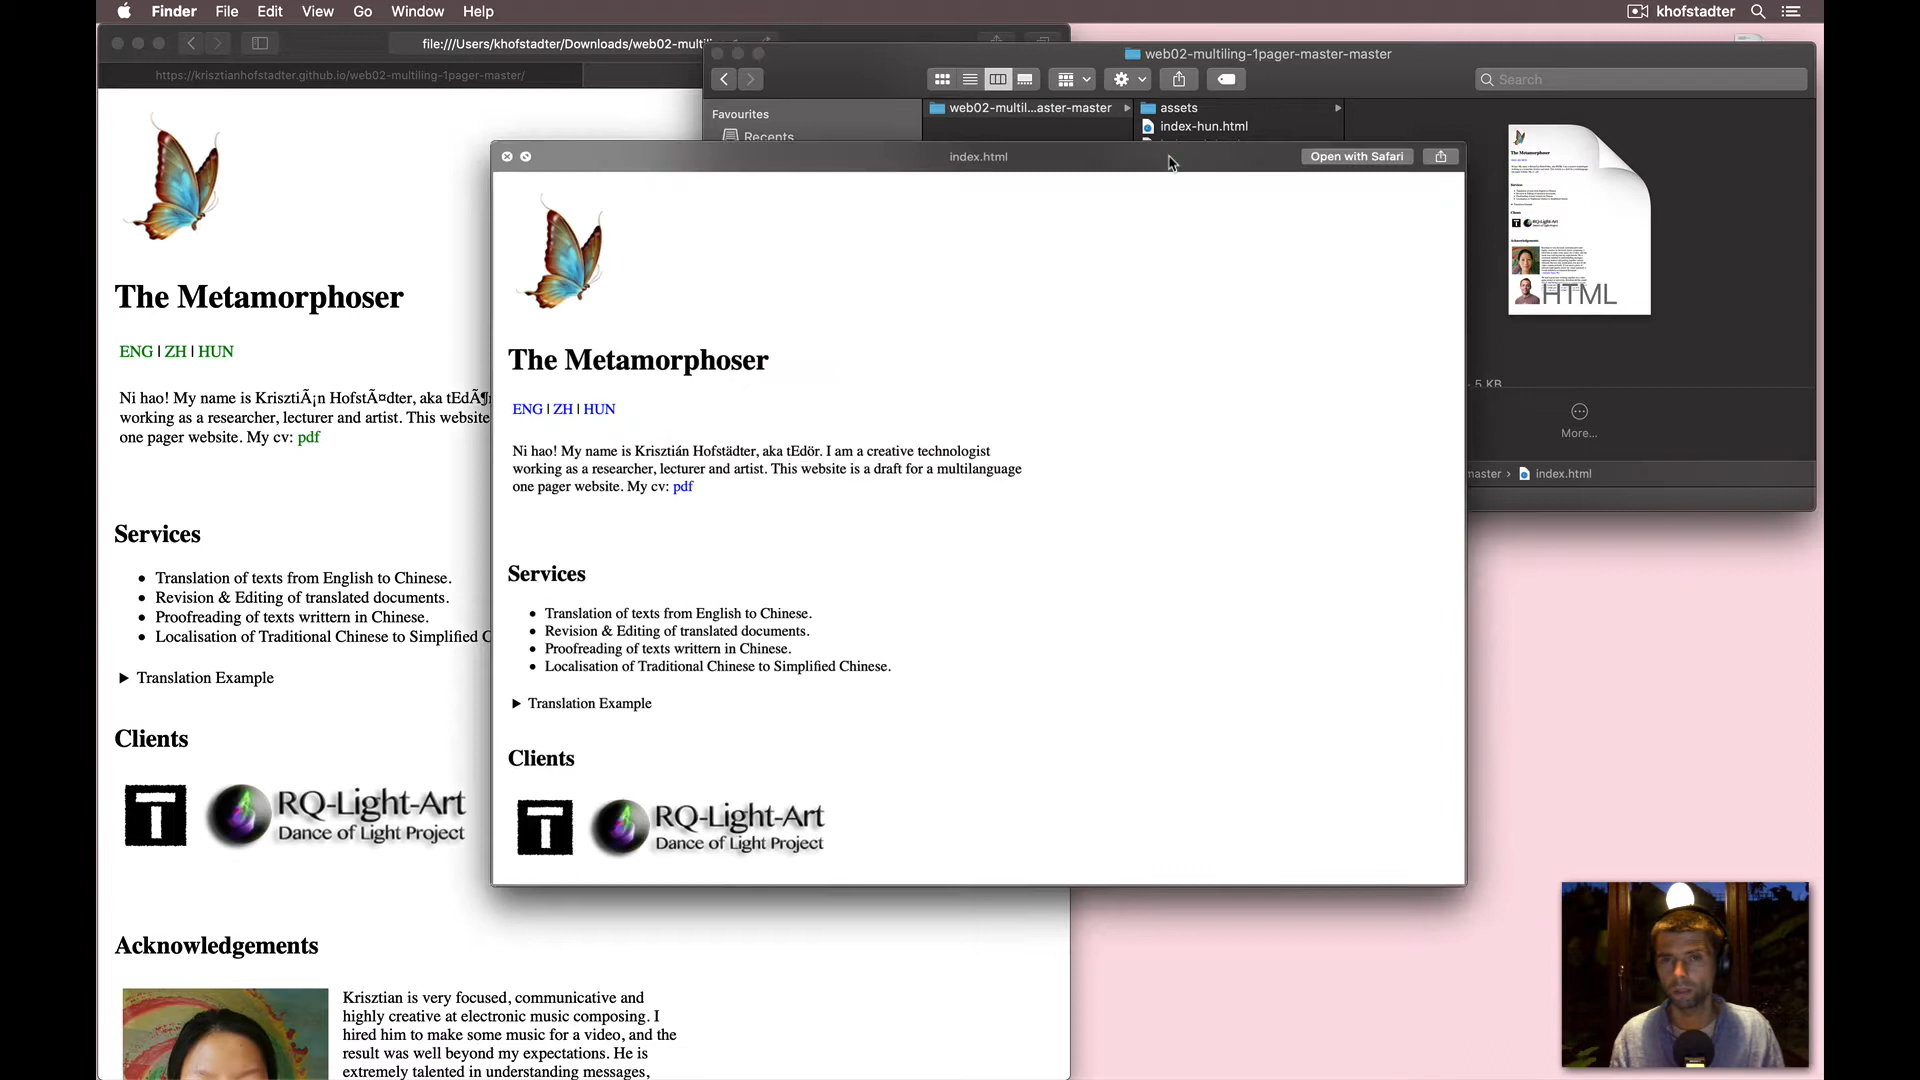 Finder File Edit View Go Window Help
khofstadter
file:///Users/khofstadter/Downloads/web02-multil
https://krisztianhofstadter.github.io/web02-multiling-1pager-master/
The Metamorphoser
ENG | ZH | HUN
Ni hao! My name is KrisztiÃ¡n HofstÃ¤dter, aka tEdÃ¶r
working as a researcher, lecturer and artist. This website
one pager website. My cv: pdf
Services
• Translation of texts from English to Chinese.
• Revision & Editing of translated documents.
• Proofreading of texts writtern in Chinese.
• Localisation of Traditional Chinese to Simplified C
▶ Translation Example
Clients
T
RQ-Light-Art
Dance of Light Project
Acknowledgements
Krisztian is very focused, communicative and
highly creative at electronic music composing. I
hired him to make some music for a video, and the
result was well beyond my expectations. He is
extremely talented in understanding messages,
web02-multiling-1pager-master-master
Search
Favourites
Recents
web02-multil...aster-master
assets
index-hun.html
HTML
5 KB
More...
master › index.html
index.html
Open with Safari
The Metamorphoser
ENG | ZH | HUN
Ni hao! My name is Krisztián Hofstädter, aka tEdör. I am a creative technologist
working as a researcher, lecturer and artist. This website is a draft for a multilanguage
one pager website. My cv: pdf
Services
• Translation of texts from English to Chinese.
• Revision & Editing of translated documents.
• Proofreading of texts writtern in Chinese.
• Localisation of Traditional Chinese to Simplified Chinese.
▶ Translation Example
Clients
T
RQ-Light-Art
Dance of Light Project